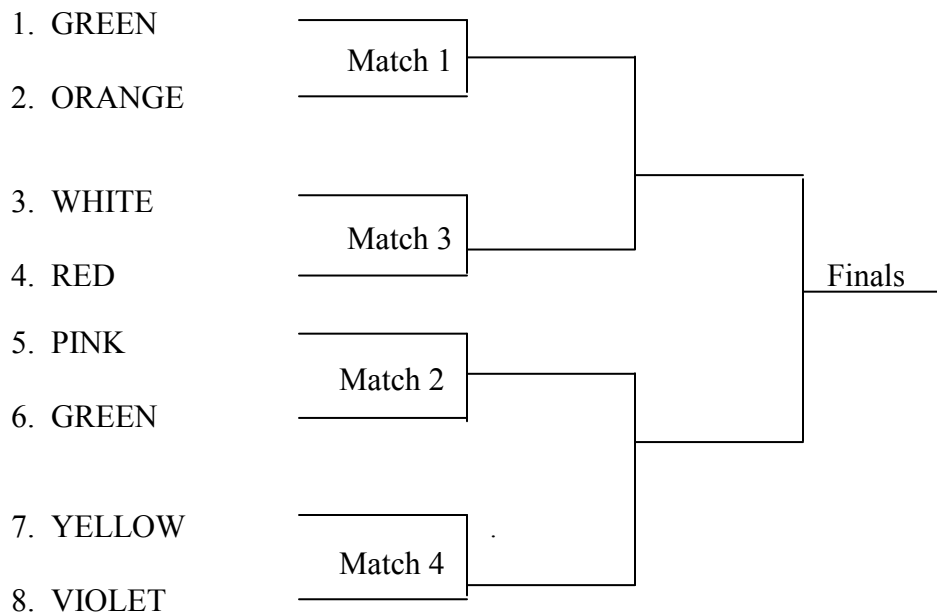 1. GREEN
Match 1
2. ORANGE
3. WHITE
Match 3
4. RED
Finals
5. PINK
Match 2
6. GREEN
7. YELLOW
Match 4
8. VIOLET